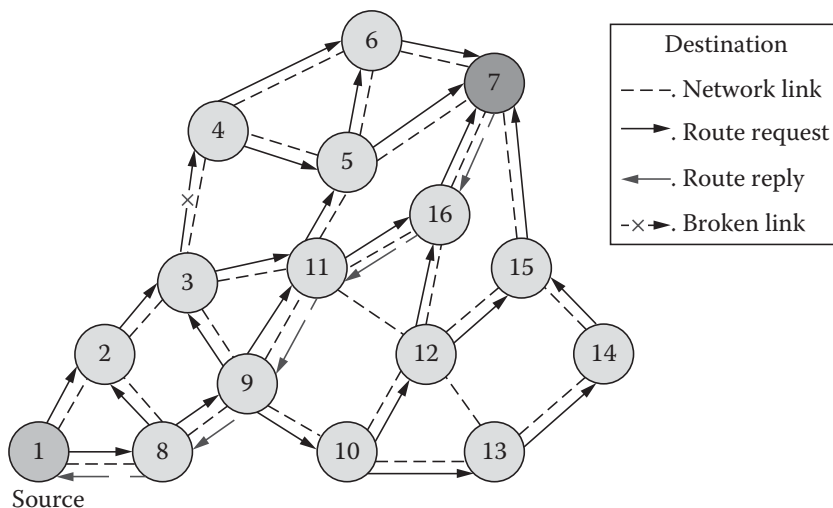 6
7
4
5
16
3
11
15
2
9
12
14
1
8
10
13
Source
Destination
. Network link
. Route request
. Route reply
. Broken link